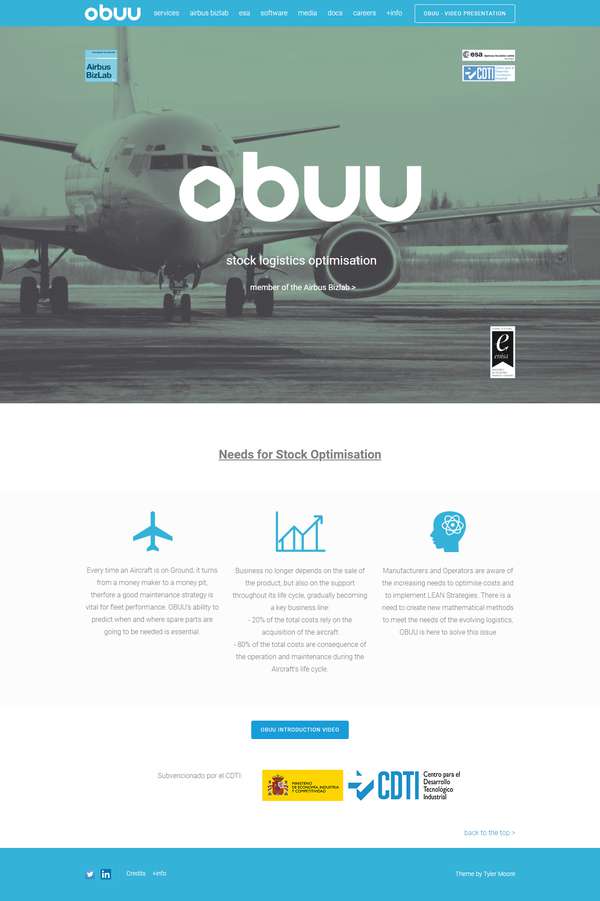 obuu services airbus bizlab esa software media docs careers +info OBUU - VIDEO PRESENTATION
Airbus
BizLab
esa
CDTI
obuu
stock logistics optimisation
member of the Airbus Bizlab >
e
enisa
Needs for Stock Optimisation
Every time an Aircraft is on Ground, it turns
from a money maker to a money pit,
therfore a good maintenance strategy is
vital for fleet performance. OBUU's ability to
predict when and where spare parts are
going to be needed is essential.
Business no longer depends on the sale of
the product, but also on the support
throughout its life cycle, gradually becoming
a key business line:
- 20% of the total costs rely on the
acquisition of the aircraft.
- 80% of the total costs are consequence of
the operation and maintenance during the
Aircraft's life cycle.
Manufacturers and Operators are aware of
the increasing needs to optimise costs and
to implement LEAN Strategies. There is a
need to create new mathematical methods
to meet the needs of the evolving logistics,
OBUU is here to solve this issue
OBUU INTRODUCTION VIDEO
Subvencionado por el CDTI:
MINISTERIO
DE ECONOMÍA, INDUSTRIA
Y COMPETITIVIDAD
CDTI
Centro para el
Desarrollo
Tecnológico
Industrial
back to the top >
Credits +info
Theme by Tyler Moore